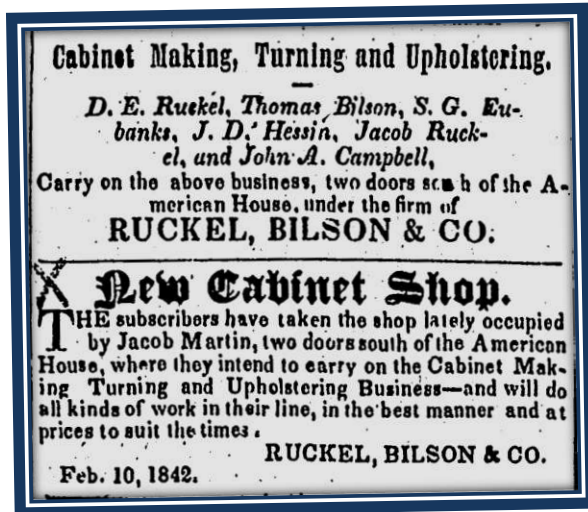 Cabinet Making, Turning and Upholstering.
D. E. Ruckel, Thomas Bilson, S. G. Eu-
banks, J. D. Hessin, Jacob Ruck-
el, and John A. Campbell,
Carry on the above business, two doors of the A-
merican House, under the firm of
RUCKEL, BILSON & CO.
New Cabinet Shop.
THE subscribers have taken the shop lately occupied
by Jacob Martin, two doors south of the American
House, where they intend to carry on the Cabinet Mak-
ing Turning and Upholstering Business—and will do
all kinds of work in their line, in the best manner and at
prices to suit the times.
RUCKEL, BILSON & CO.
Feb. 10, 1842.